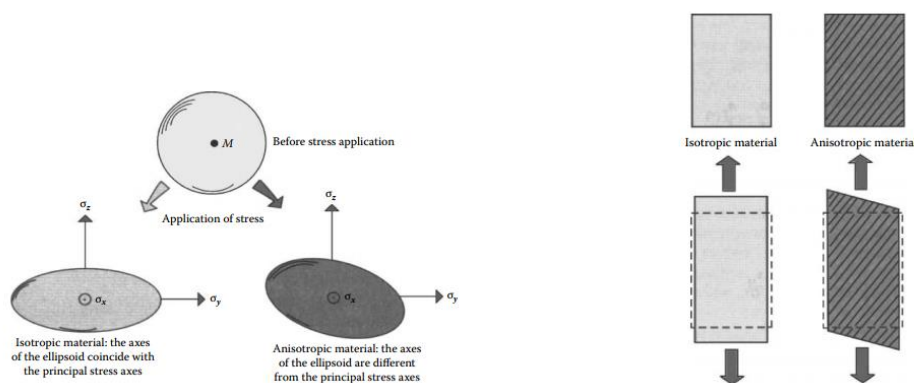 M
Before stress application
Application of stress
σz
σy
σx
Isotropic material: the axes
of the ellipsoid coincide with
the principal stress axes
σz
σy
σx
Anisotropic material: the axes
of the ellipsoid are different
from the principal stress axes
Isotropic material
Anisotropic materia